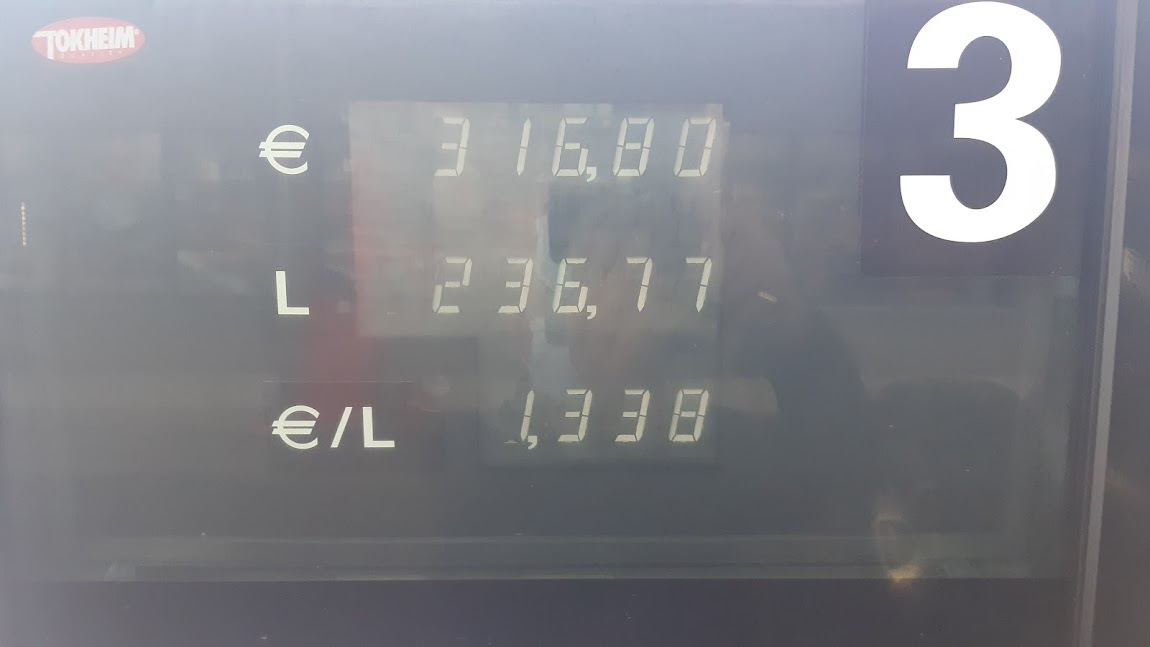 TOKHEIM
3
€ 316,80
L 236,77
€/L 1,338